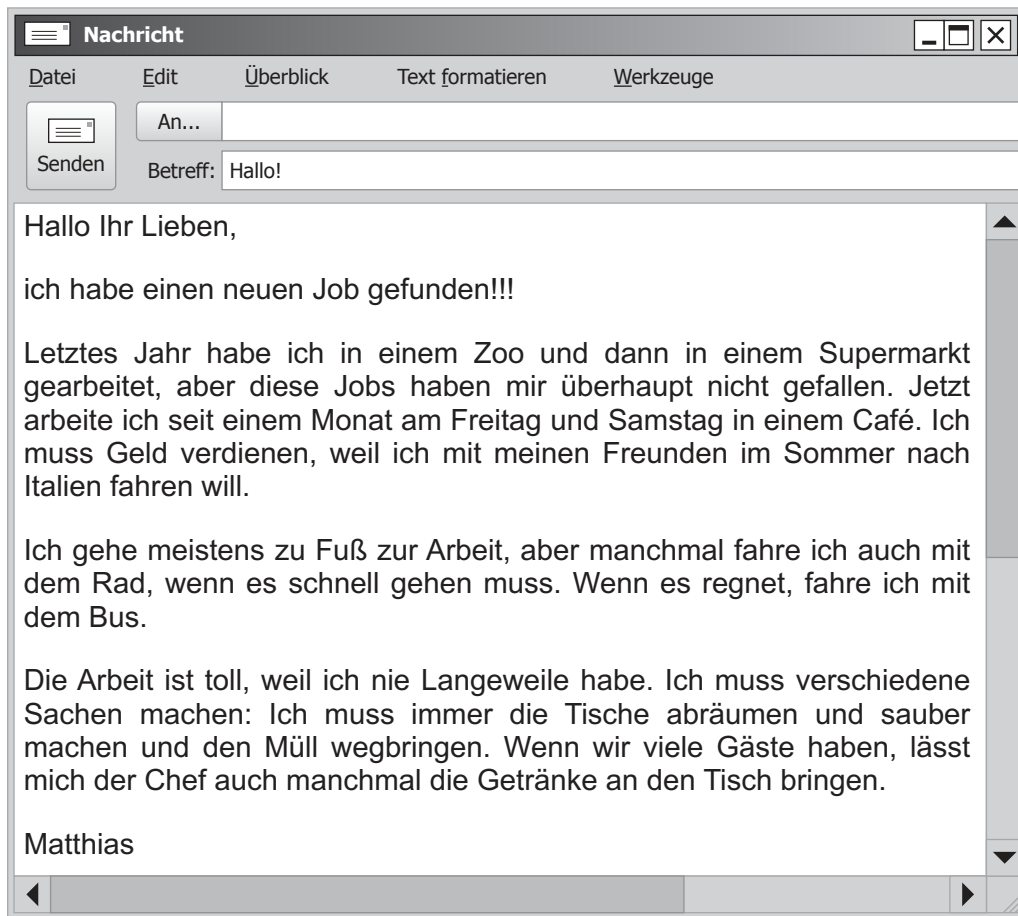 Nachricht
Datei Edit Überblick Text formatieren Werkzeuge
An...
Senden
Betreff: Hallo!
Hallo Ihr Lieben,
ich habe einen neuen Job gefunden!!!
Letztes Jahr habe ich in einem Zoo und dann in einem Supermarkt
gearbeitet, aber diese Jobs haben mir überhaupt nicht gefallen. Jetzt
arbeite ich seit einem Monat am Freitag und Samstag in einem Café. Ich
muss Geld verdienen, weil ich mit meinen Freunden im Sommer nach
Italien fahren will.
Ich gehe meistens zu Fuß zur Arbeit, aber manchmal fahre ich auch mit
dem Rad, wenn es schnell gehen muss. Wenn es regnet, fahre ich mit
dem Bus.
Die Arbeit ist toll, weil ich nie Langeweile habe. Ich muss verschiedene
Sachen machen: Ich muss immer die Tische abräumen und sauber
machen und den Müll wegbringen. Wenn wir viele Gäste haben, lässt
mich der Chef auch manchmal die Getränke an den Tisch bringen.
Matthias